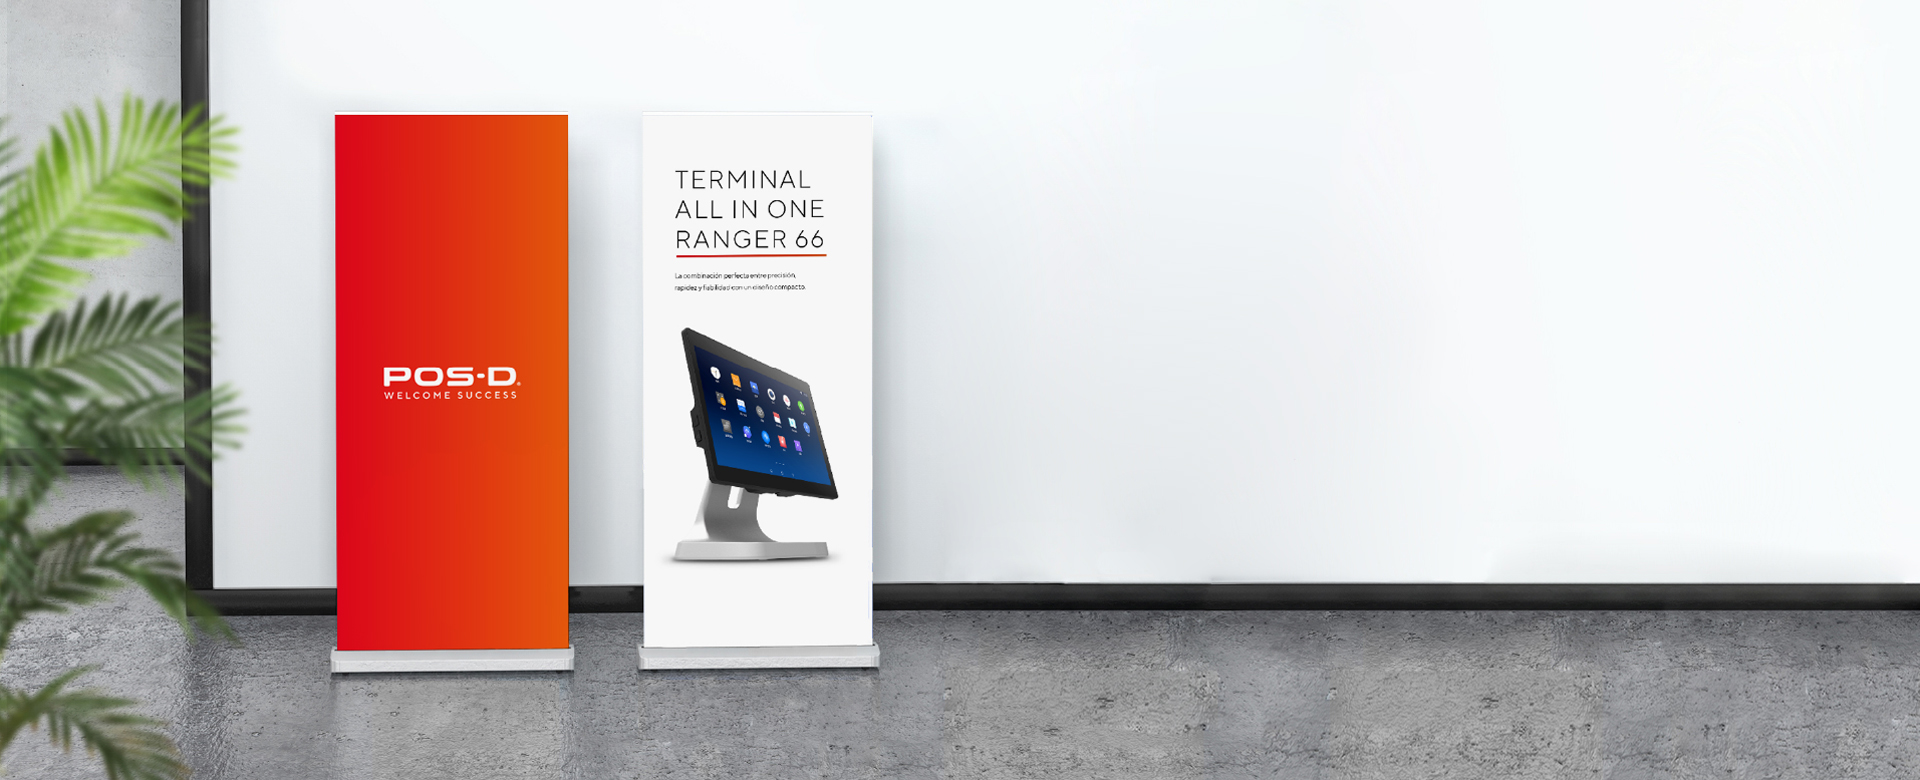 POS-D®
WELCOME SUCCESS
TERMINAL
ALL IN ONE
RANGER 66
La combinación perfecta entre precisión,
rapidez y fiabilidad con un diseño compacto.